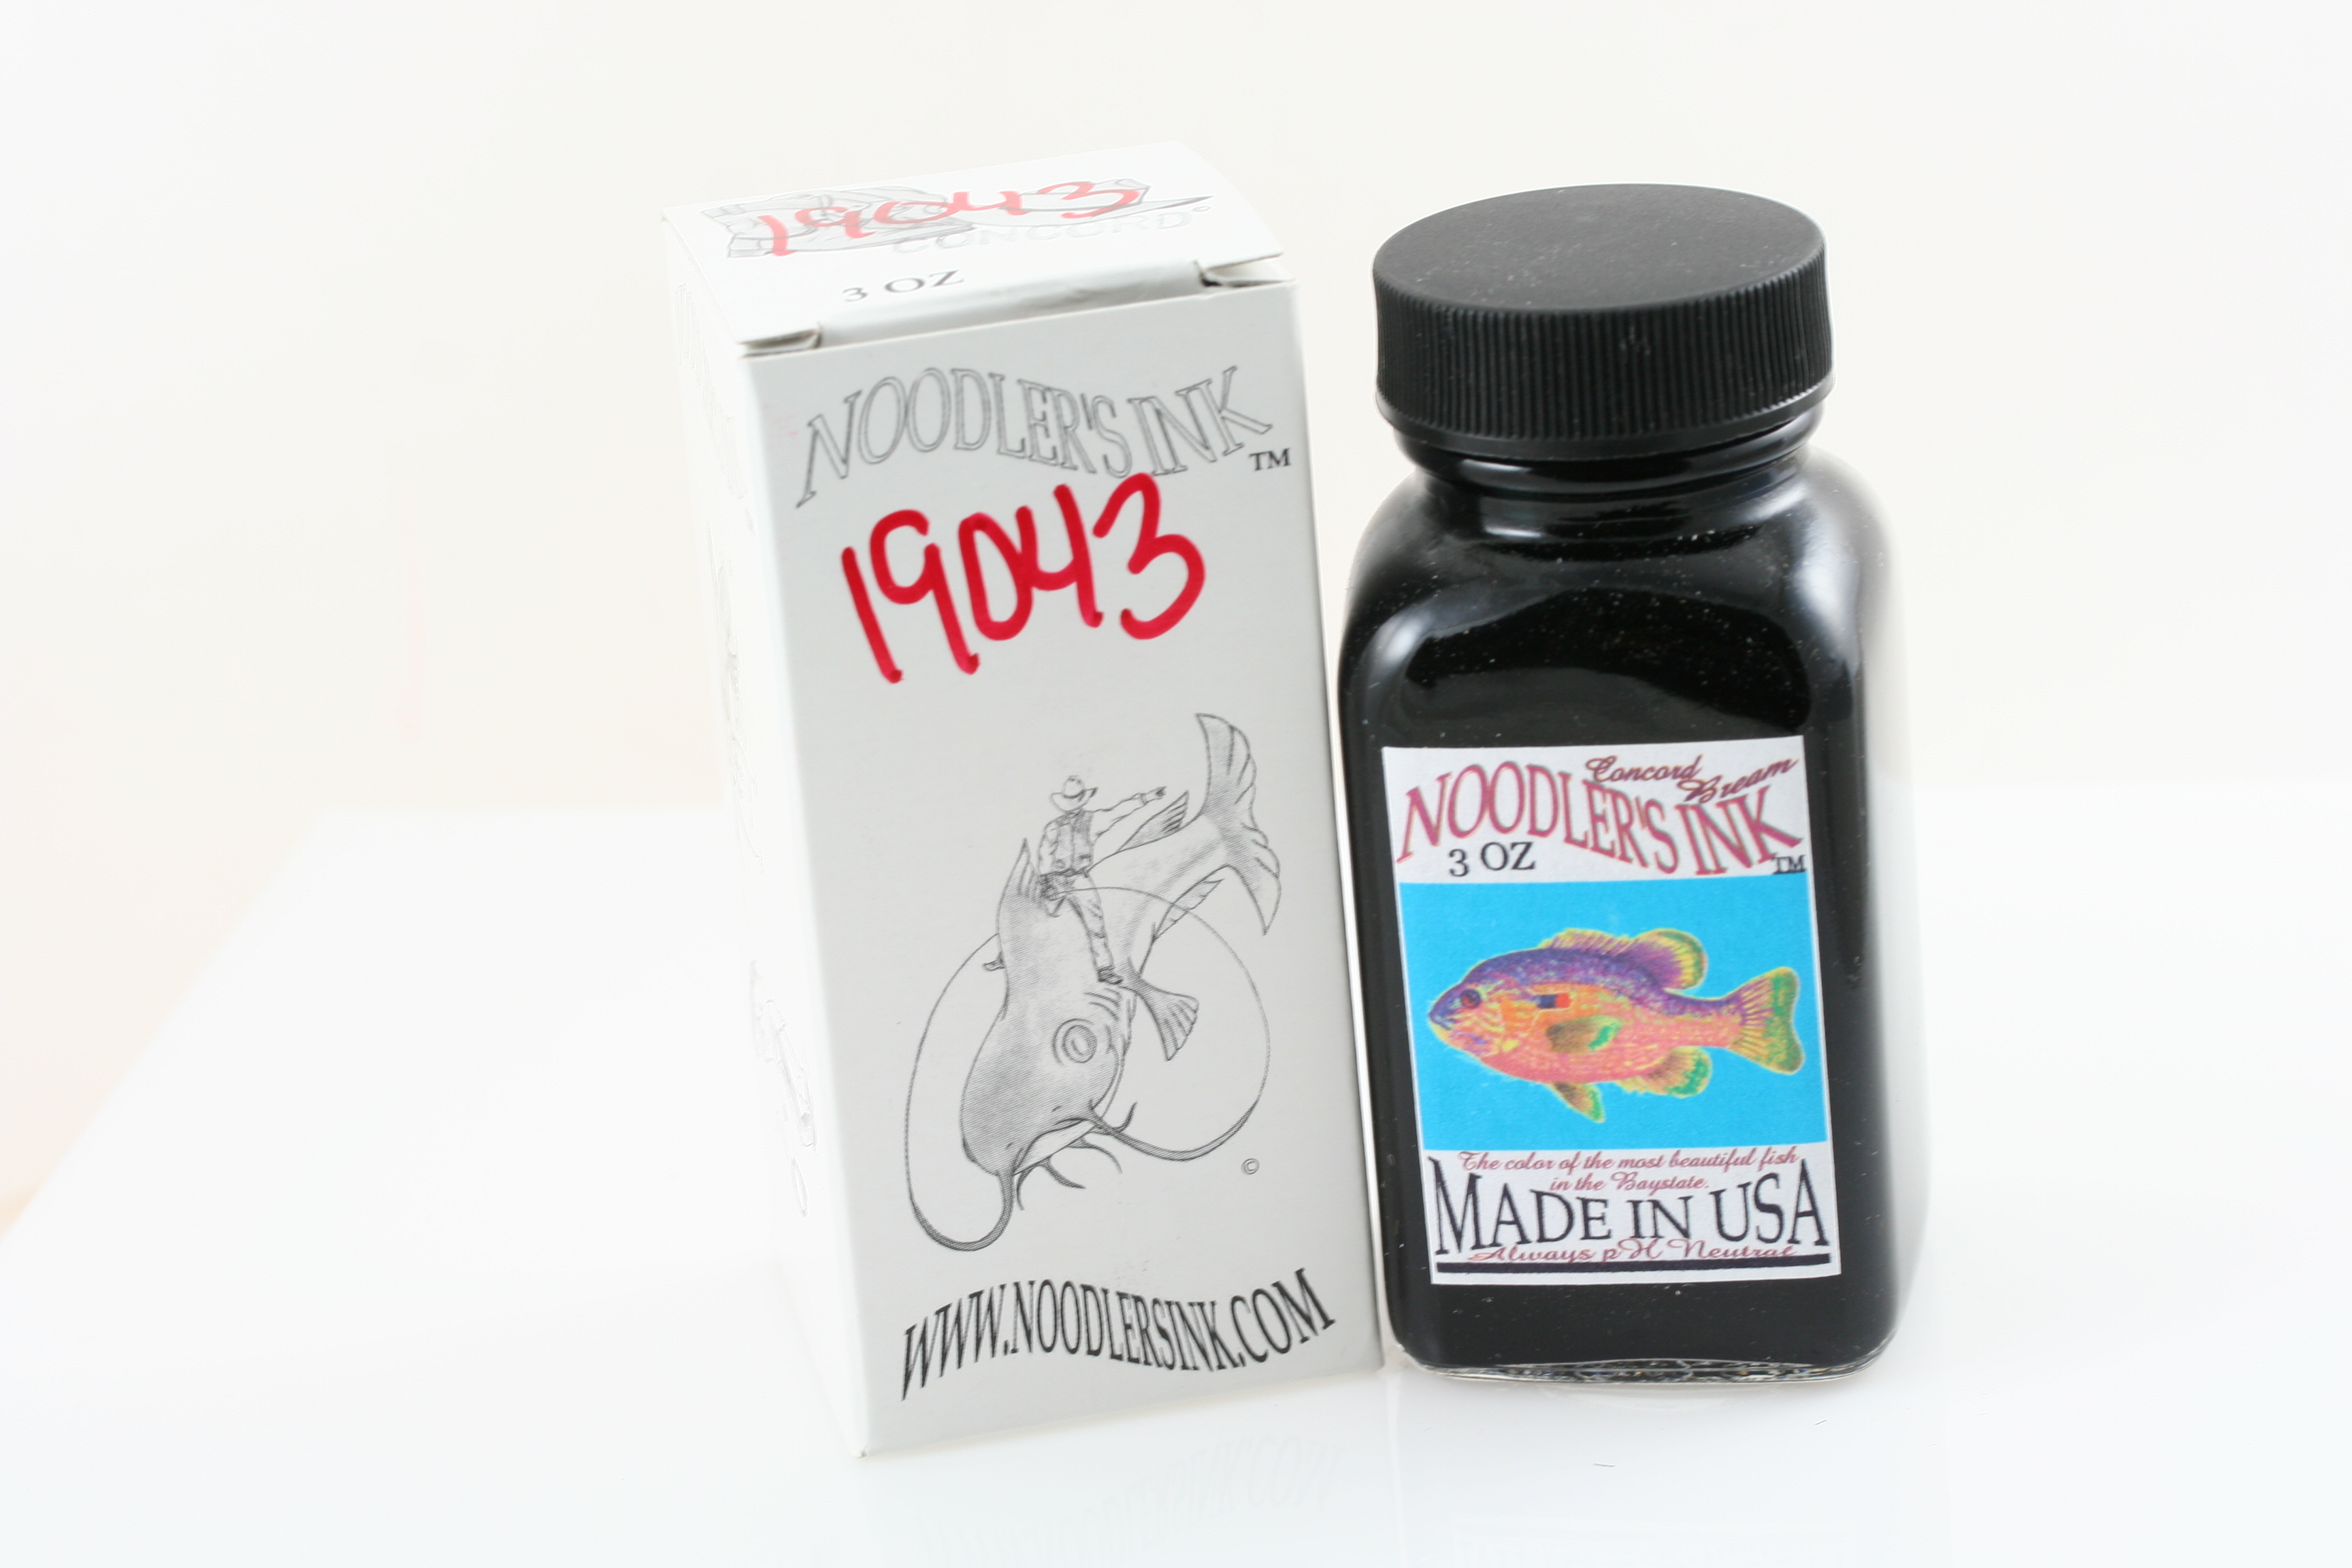 19043
CONCORD
3 OZ
NOODLER'S INK
TM
19043
©
WWW.NOODLERSINK.COM
Concord
Bream
NOODLER'S INK
3 OZ
TM
The color of the most beautiful fish
in the Baystate.
MADE IN USA
Always pH Neutral